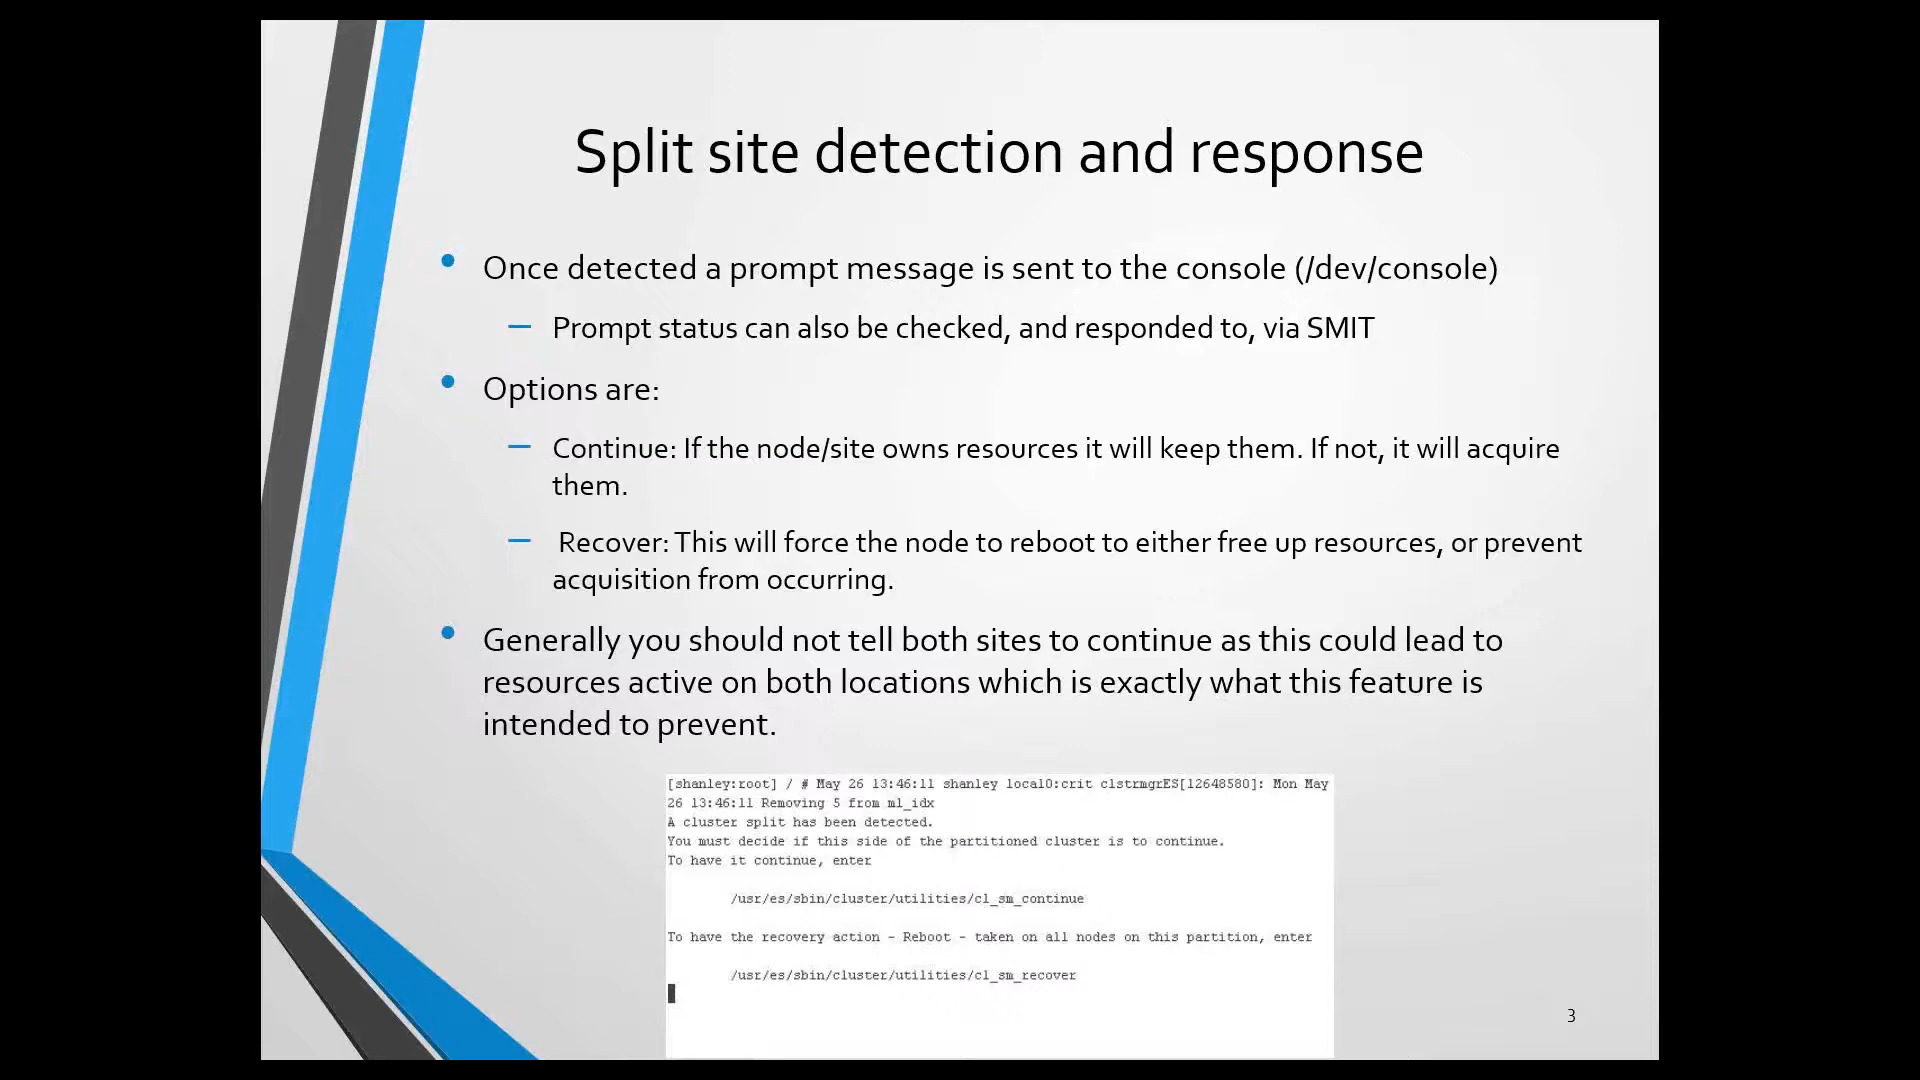 Split site detection and response
• Once detected a prompt message is sent to the console (/dev/console)
– Prompt status can also be checked, and responded to, via SMIT
• Options are:
– Continue: If the node/site owns resources it will keep them. If not, it will acquire
them.
– Recover: This will force the node to reboot to either free up resources, or prevent
acquisition from occurring.
• Generally you should not tell both sites to continue as this could lead to
resources active on both locations which is exactly what this feature is
intended to prevent.
[shanley:root] / # May 26 13:46:11 shanley local0:crit clstrmgrES[12648580]: Mon May
26 13:46:11 Removing 5 from ml_idx
A cluster split has been detected.
You must decide if this side of the partitioned cluster is to continue.
To have it continue, enter
/usr/es/sbin/cluster/utilities/cl_sm_continue
To have the recovery action - Reboot - taken on all nodes on this partition, enter
/usr/es/sbin/cluster/utilities/cl_sm_recover
3